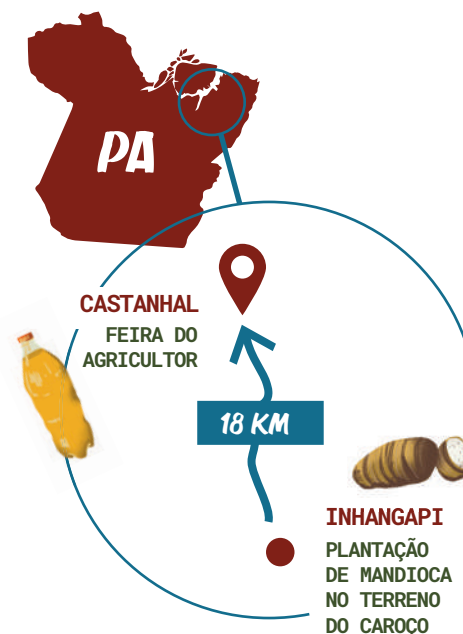 PA
CASTANHAL
FEIRA DO
AGRICULTOR
18 KM
INHANGAPI
PLANTAÇÃO
DE MANDIOCA
NO TERRENO
DO CAROÇO